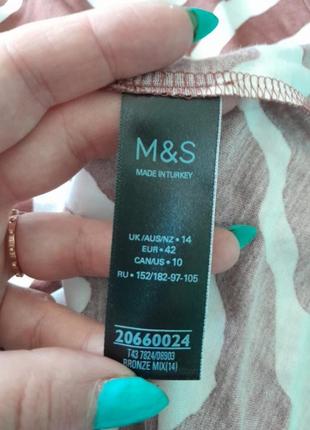 M&S
MADE IN TURKEY
UK/AUS/NZ • 14
EUR • 42
CAN/US • 10
RU • 152/182-97-105
20660024
T43 7824/08903
BRONZE MIX(14)